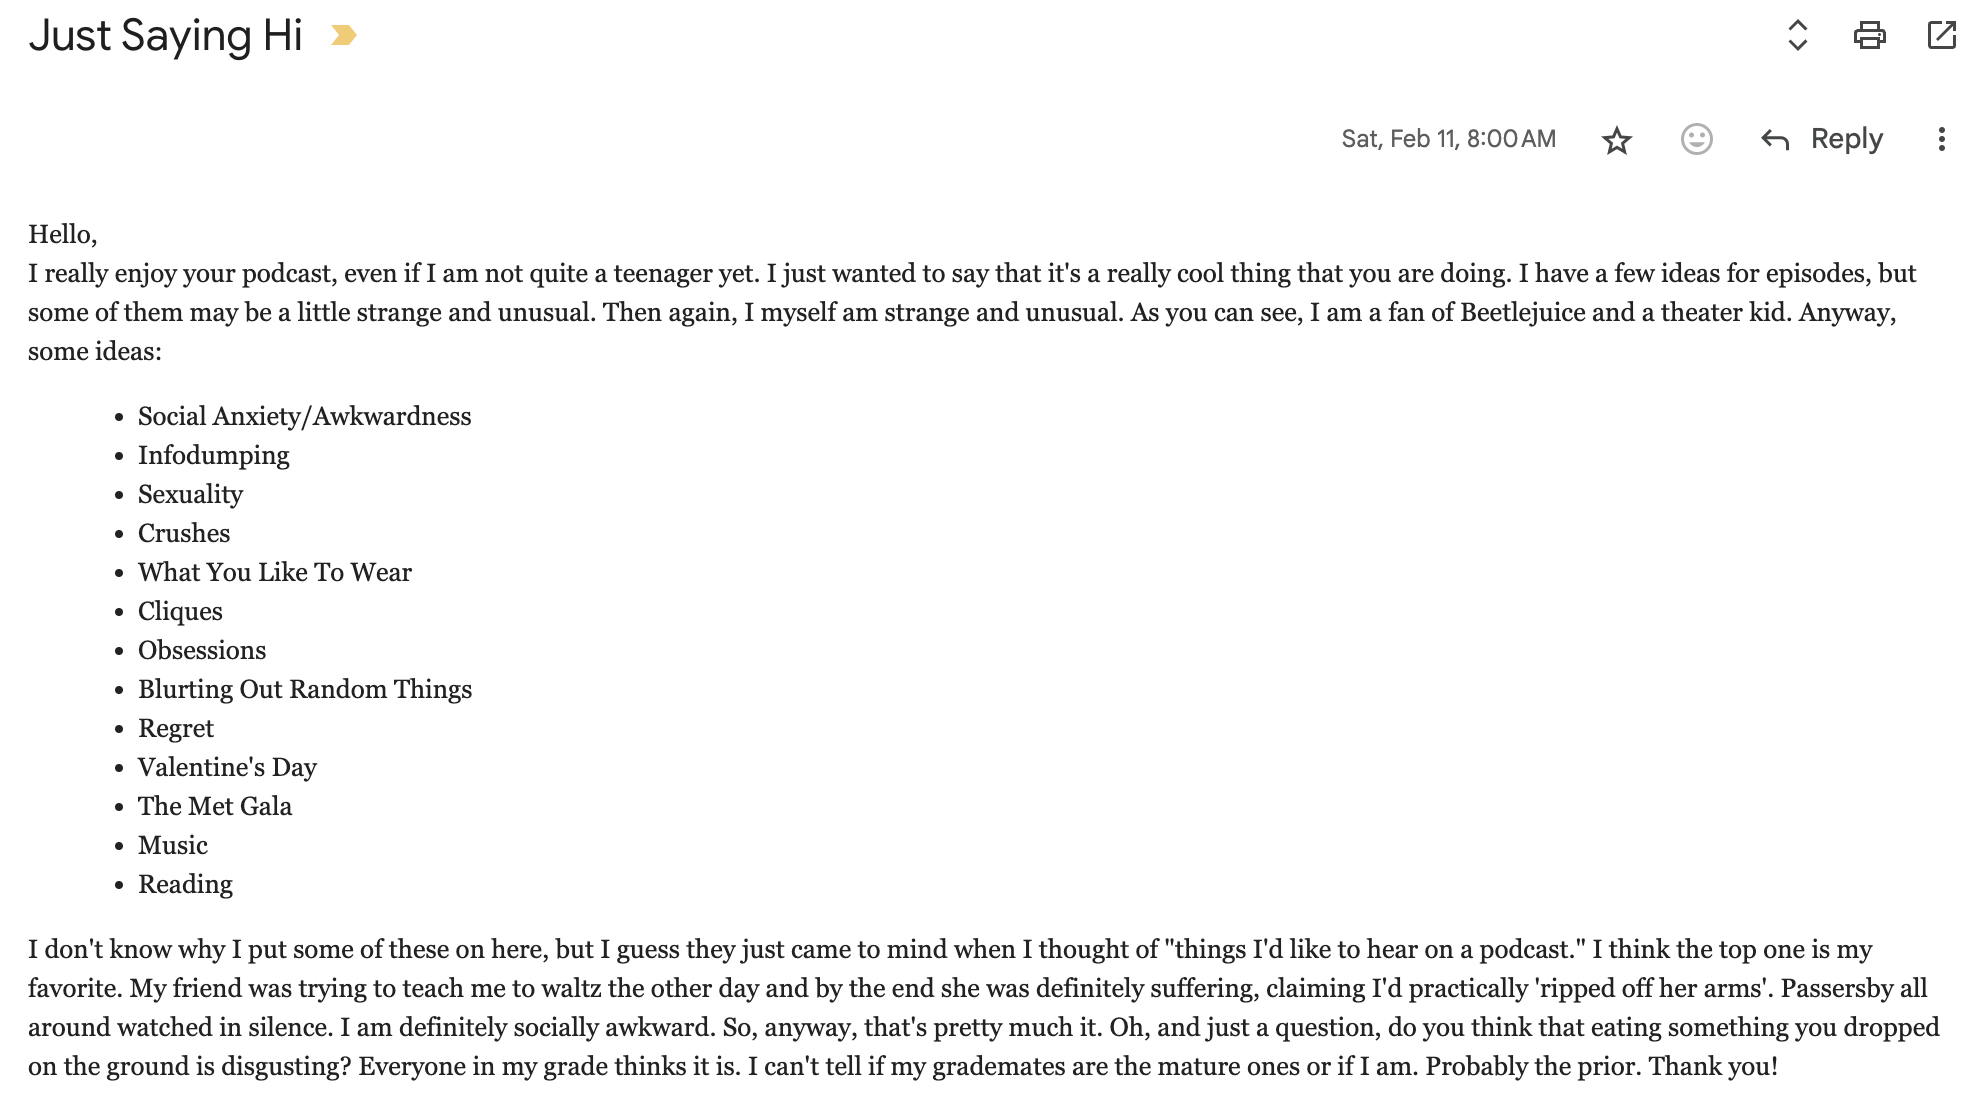 Just Saying Hi
Sat, Feb 11, 8:00 AM
Reply
Hello,
I really enjoy your podcast, even if I am not quite a teenager yet. I just wanted to say that it's a really cool thing that you are doing. I have a few ideas for episodes, but
some of them may be a little strange and unusual. Then again, I myself am strange and unusual. As you can see, I am a fan of Beetlejuice and a theater kid. Anyway,
some ideas:
• Social Anxiety/Awkwardness
• Infodumping
• Sexuality
• Crushes
• What You Like To Wear
• Cliques
• Obsessions
• Blurting Out Random Things
• Regret
• Valentine's Day
• The Met Gala
• Music
• Reading
I don't know why I put some of these on here, but I guess they just came to mind when I thought of "things I'd like to hear on a podcast." I think the top one is my
favorite. My friend was trying to teach me to waltz the other day and by the end she was definitely suffering, claiming I'd practically 'ripped off her arms'. Passersby all
around watched in silence. I am definitely socially awkward. So, anyway, that's pretty much it. Oh, and just a question, do you think that eating something you dropped
on the ground is disgusting? Everyone in my grade thinks it is. I can't tell if my grademates are the mature ones or if I am. Probably the prior. Thank you!